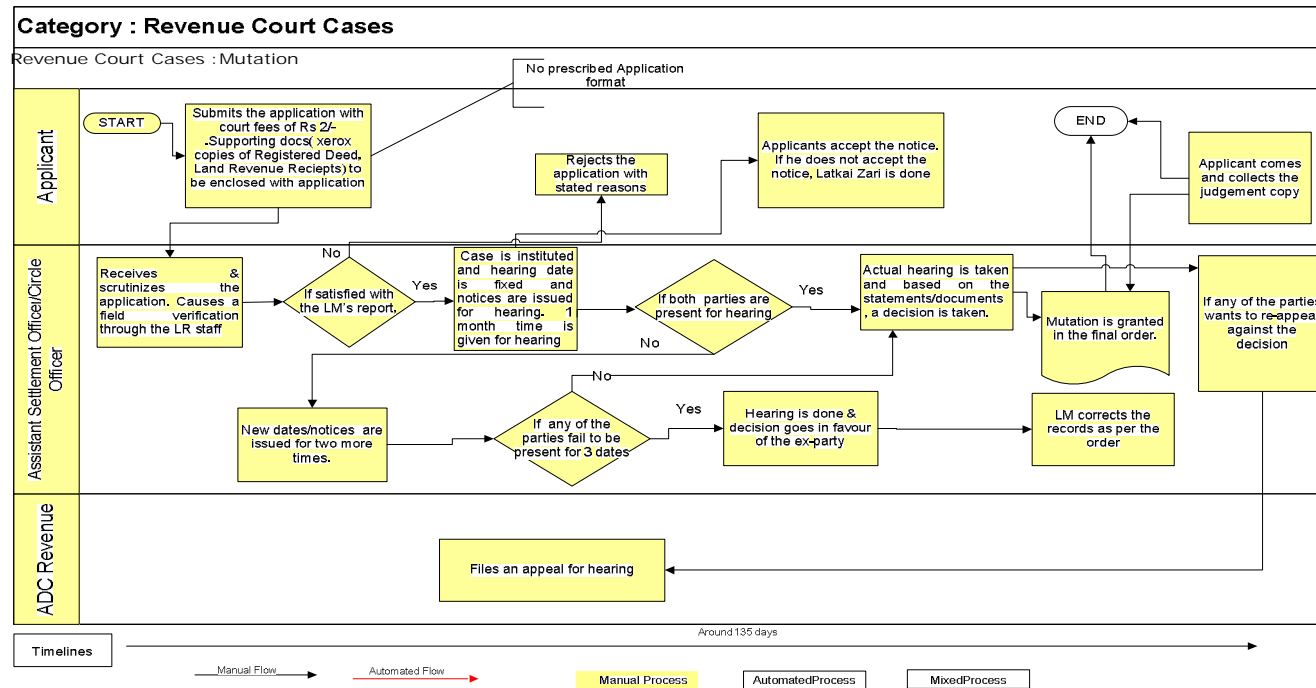 Category : Revenue Court Cases
Revenue Court Cases : Mutation
No prescribed Application
format
Applicant
START
Submits the application with
court fees of Rs 2/-
.Supporting docs( xerox
copies of Registered Deed,
Land Revenue Reciepts) to
be enclosed with application
Rejects the
application with
stated reasons
Applicants accept the notice.
If he does not accept the
notice, Latkai Zari is done
END
Applicant comes
and collects the
judgement copy
Assistant Settlement Officer/Circle
Officer
Receives &
scrutinizes the
application. Causes a
field verification
through the LR staff
No
If satisfied with
the LM's report,
Yes
Case is instituted
and hearing date
is fixed and
notices are issued
for hearing. 1
month time is
given for hearing
If both parties are
present for hearing
Yes
No
Actual hearing is taken
and based on the
statements/documents
, a decision is taken.
Mutation is granted
in the final order.
If any of the parties
wants to re-appeal
against the
decision
New dates/notices are
issued for two more
times.
No
If any of the
parties fail to be
present for 3 dates
Yes
Hearing is done &
decision goes in favour
of the ex-party
LM corrects the
records as per the
order
ADC Revenue
Files an appeal for hearing
Timelines
Around 135 days
Manual Flow
Automated Flow
Manual Process
AutomatedProcess
MixedProcess